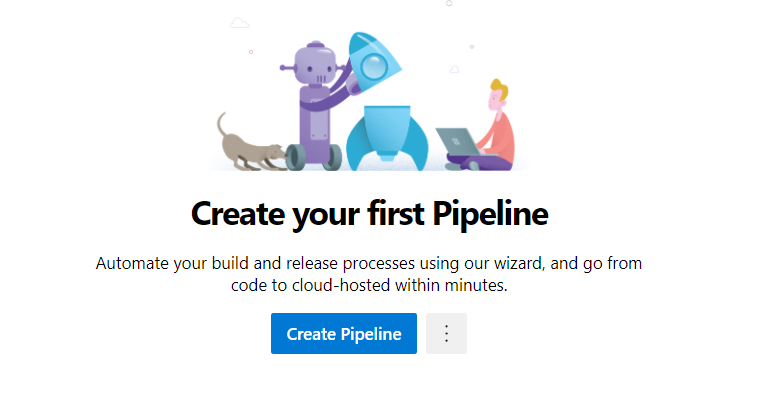 Create your first Pipeline
Automate your build and release processes using our wizard, and go from
code to cloud-hosted within minutes.
Create Pipeline